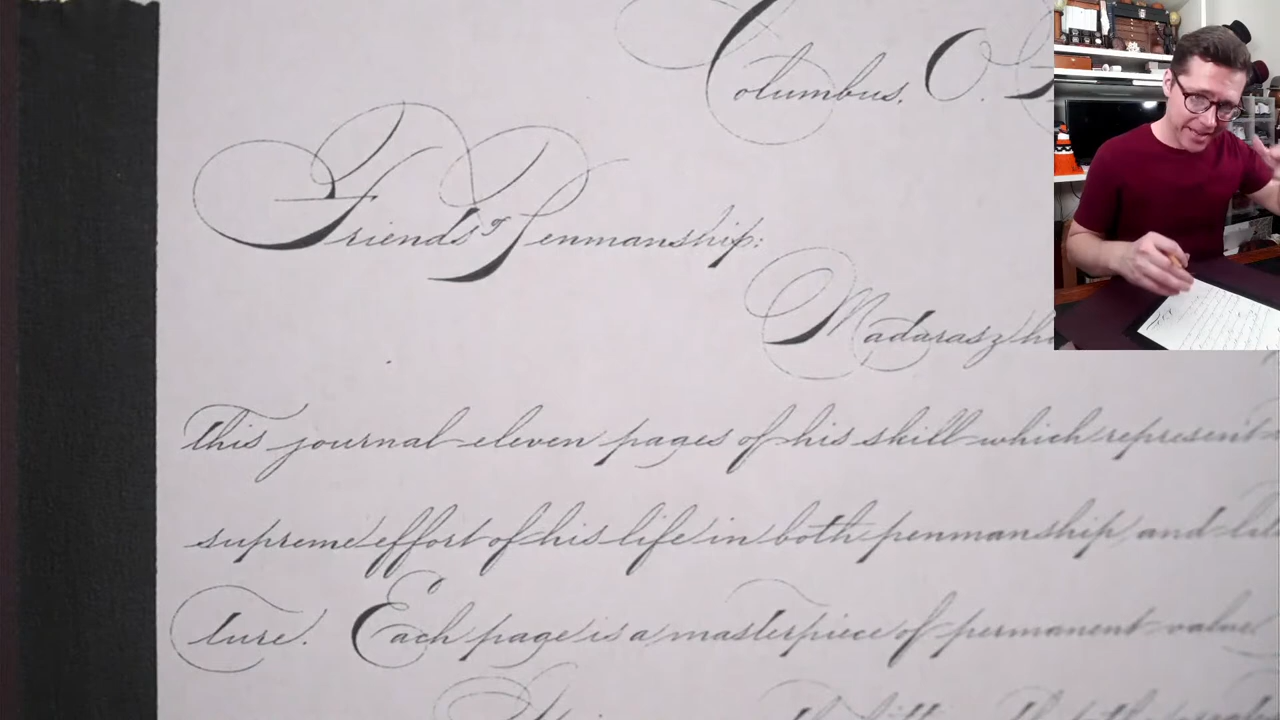 Columbus, O.
Friends of Penmanship:
Madarasz
this journal eleven pages of his skill which represent
supreme effort of his life in both penmanship and
ture. Each page is a masterpiece of permanent value